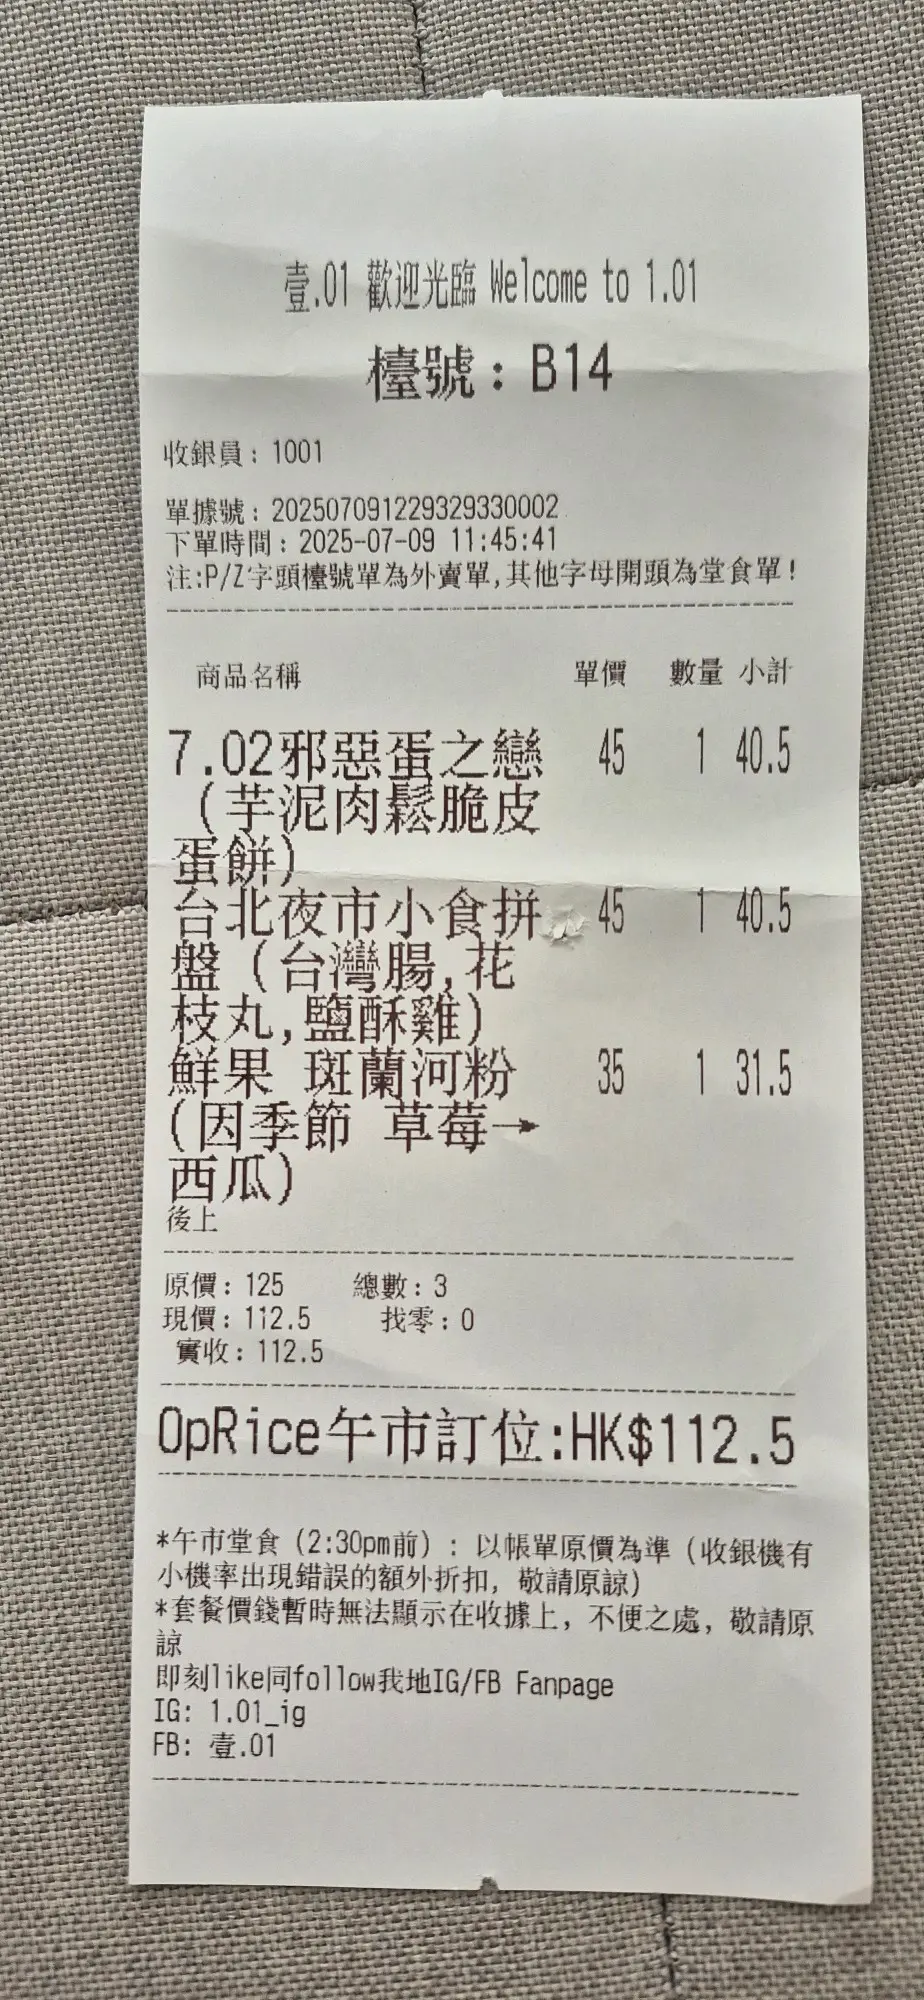 壹.01 歡迎光臨 Welcome to 1.01
檯號：B14
收銀員：1001
單據號：202507091229329330002
下單時間：2025-07-09 11:45:41
注:P/Z字頭檯號單為外賣單,其他字母開頭為堂食單！
商品名稱 單價 數量 小計
7.02邪惡蛋之戀 45 1 40.5
(芋泥肉鬆脆皮
蛋餅)
台北夜市小食拼 45 1 40.5
盤 (台灣腸,花
枝丸,鹽酥雞)
鮮果 斑蘭河粉 35 1 31.5
(因季節 草莓→
西瓜)
後上
原價：125 總數：3
現價：112.5 找零：0
實收：112.5
OpRice午市訂位:HK$112.5
*午市堂食 (2:30pm前)：以帳單原價為準 (收銀機有
小機率出現錯誤的額外折扣，敬請原諒)
*套餐價錢暫時無法顯示在收據上，不便之處，敬請原
諒
即刻like同follow我地IG/FB Fanpage
IG: 1.01_ig
FB: 壹.01